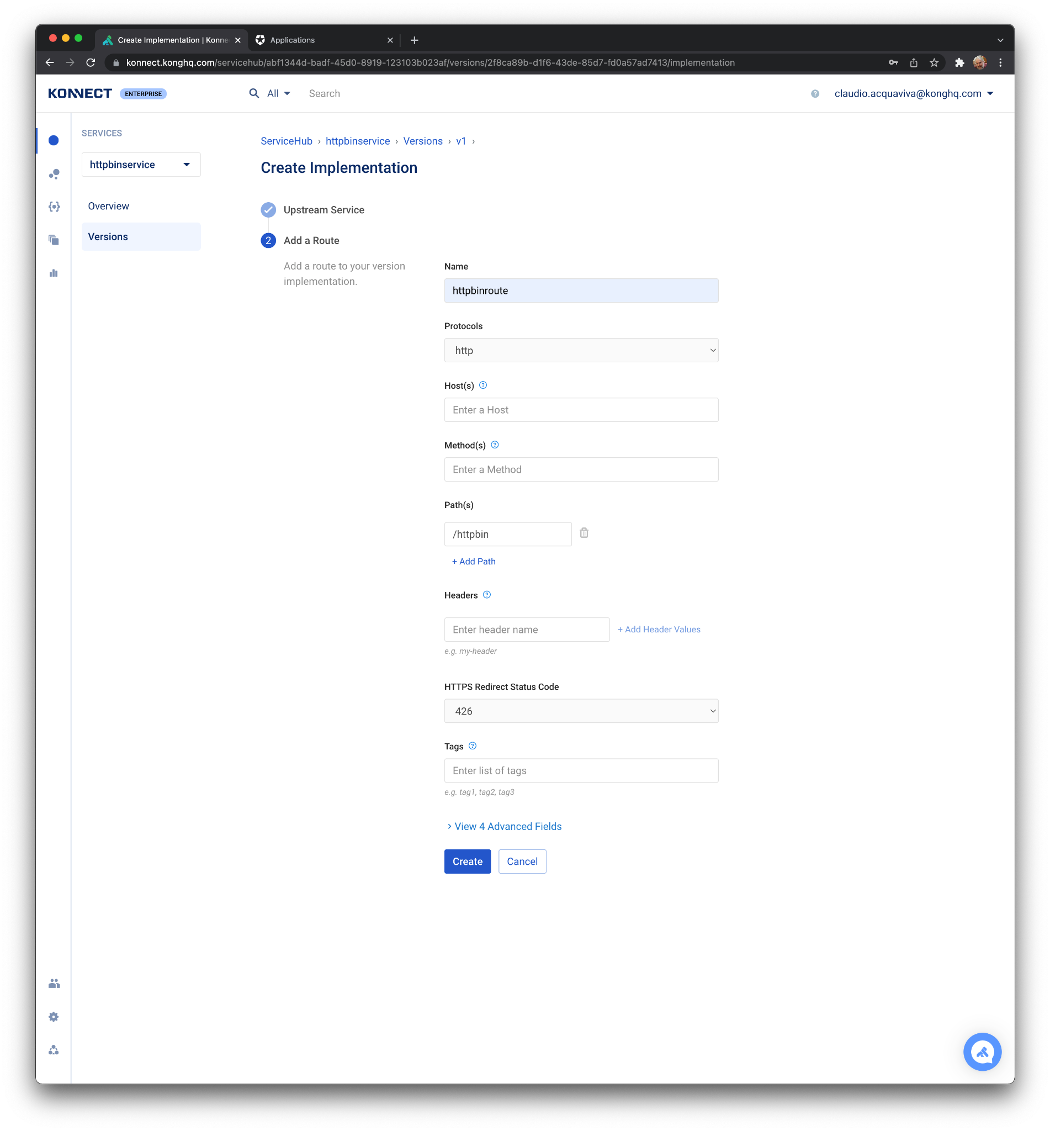 Create Implementation | Konne
Applications
konnect.konghq.com/servicehub/abf1344d-badf-45d0-8919-123103b023af/versions/2f8ca89b-d1f6-43de-85d7-fd0a57ad7413/implementation
KONNECT ENTERPRISE
All
Search
claudio.acquaviva@konghq.com
SERVICES
httpbinservice
Overview
Versions
ServiceHub › httpbinservice › Versions › v1 ›
Create Implementation
Upstream Service
2 Add a Route
Add a route to your version
implementation.
Name
httpbinroute
Protocols
http
Host(s)
Enter a Host
Method(s)
Enter a Method
Path(s)
/httpbin
+ Add Path
Headers
Enter header name
+ Add Header Values
e.g. my-header
HTTPS Redirect Status Code
426
Tags
Enter list of tags
e.g. tag1, tag2, tag3
› View 4 Advanced Fields
Create
Cancel